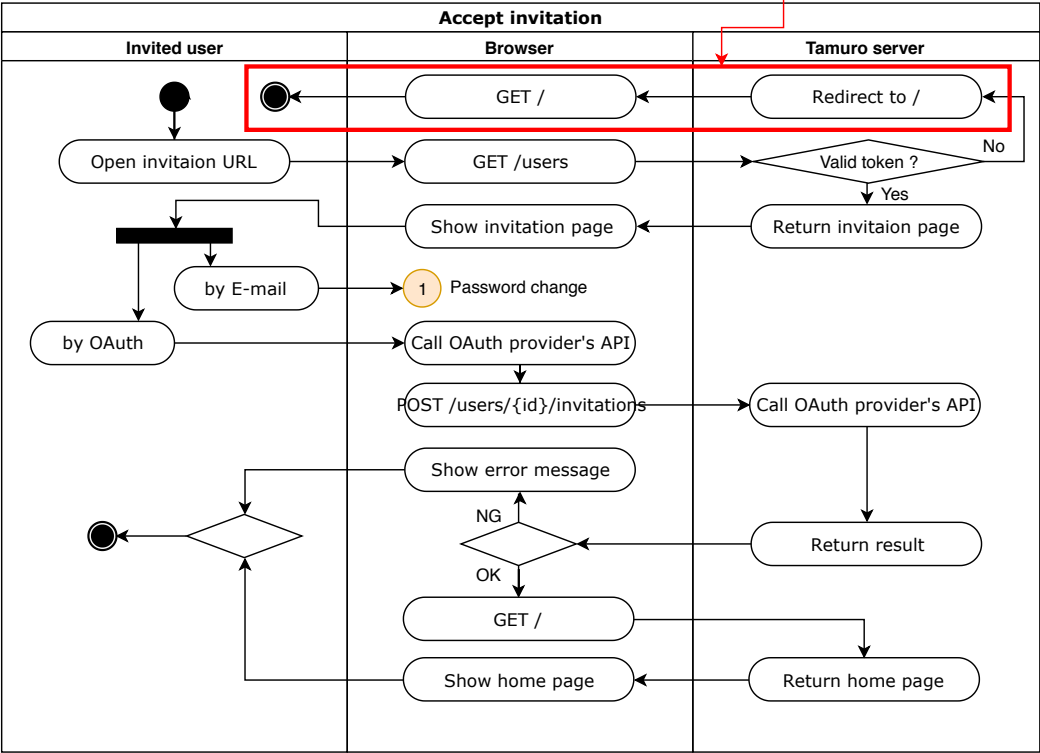 Accept invitation
Invited user
Browser
Tamuro server
GET /
Redirect to /
Open invitaion URL
GET /users
Valid token ?
No
Yes
Show invitation page
Return invitaion page
by E-mail
1
Password change
by OAuth
Call OAuth provider's API
POST /users/{id}/invitations
Call OAuth provider's API
Show error message
NG
Return result
OK
GET /
Show home page
Return home page